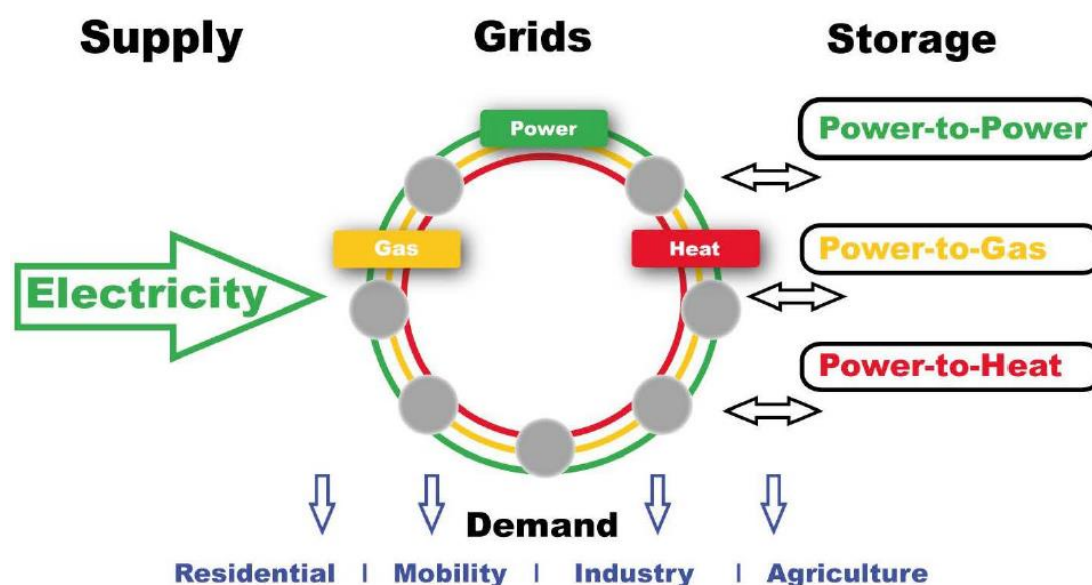 Supply Grids Storage
Power
Power-to-Power
Gas
Heat
Power-to-Gas
Electricity
Power-to-Heat
Demand
Residential | Mobility | Industry | Agriculture